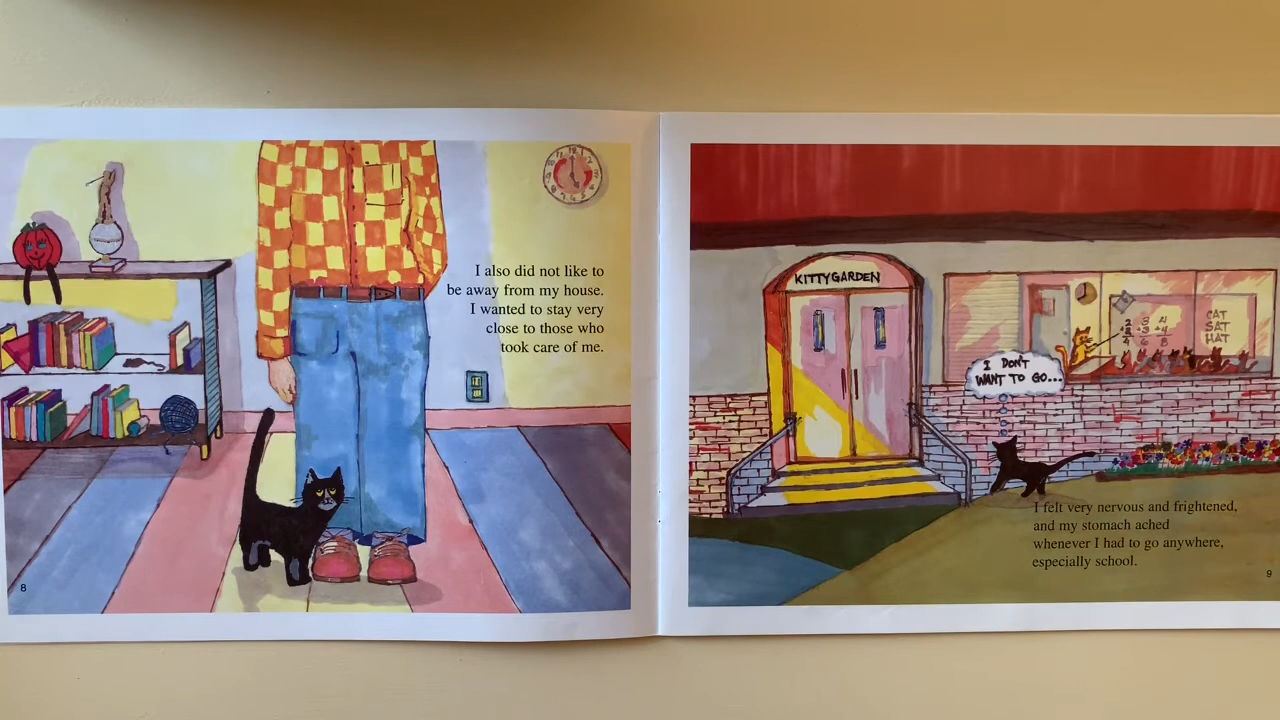 I also did not like to
be away from my house.
I wanted to stay very
close to those who
took care of me.
8
KITTYGARDEN
I DON'T
WANT TO GO...
CAT
SAT
HAT
I felt very nervous and frightened,
and my stomach ached
whenever I had to go anywhere,
especially school.
9